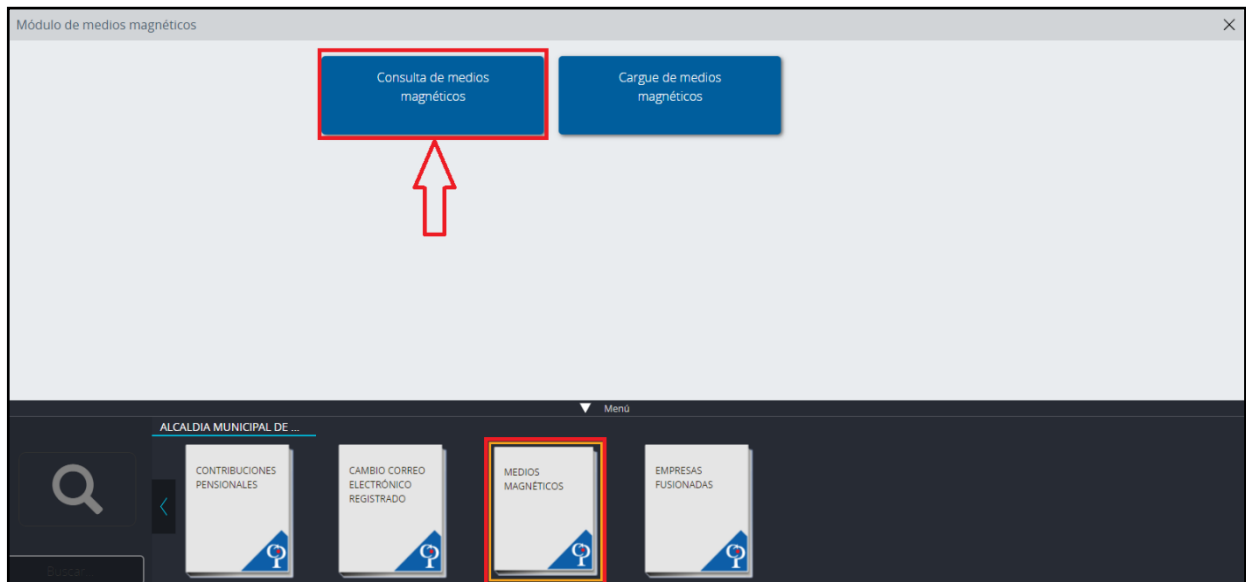 Módulo de medios magnéticos
Consulta de medios
magnéticos
Cargue de medios
magnéticos
Menú
ALCALDIA MUNICIPAL DE ...
CONTRIBUCIONES
PENSIONALES
CAMBIO CORREO
ELECTRÓNICO
REGISTRADO
MEDIOS
MAGNÉTICOS
EMPRESAS
FUSIONADAS
Buscar...